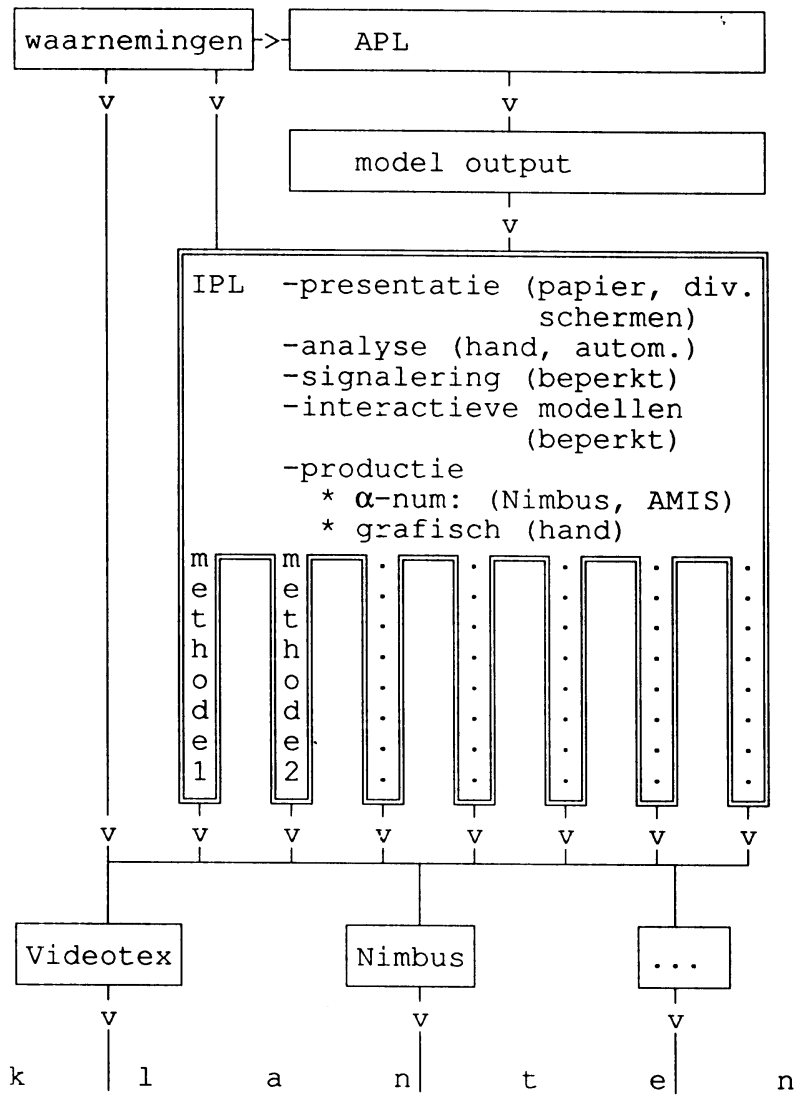 waarnemingen -> APL
v v v
model output
v
IPL -presentatie (papier, div.
schermen)
-analyse (hand, autom.)
-signalering (beperkt)
-interactieve modellen
(beperkt)
-productie
* α-num: (Nimbus, AMIS)
* grafisch (hand)
methode1 methode2 . . . . .
v v v v v v v v
Videotex Nimbus ...
v v v
k l a n t e n